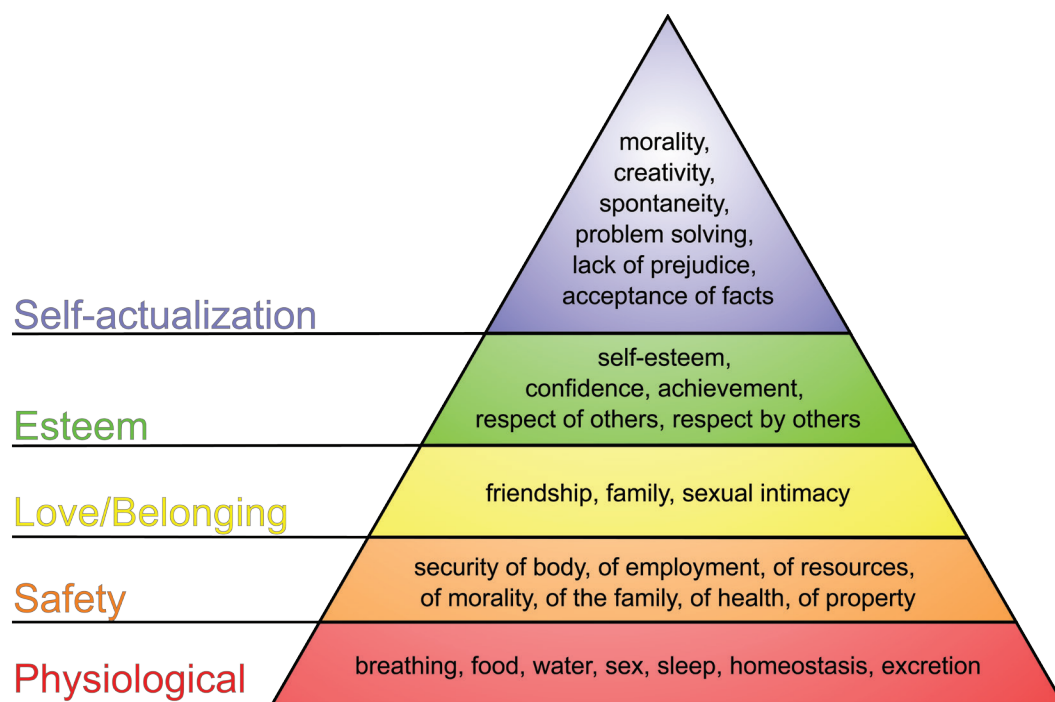 morality,
creativity,
spontaneity,
problem solving,
lack of prejudice,
acceptance of facts
Self-actualization
self-esteem,
confidence, achievement,
respect of others, respect by others
Esteem
friendship, family, sexual intimacy
Love/Belonging
security of body, of employment, of resources,
of morality, of the family, of health, of property
Safety
breathing, food, water, sex, sleep, homeostasis, excretion
Physiological